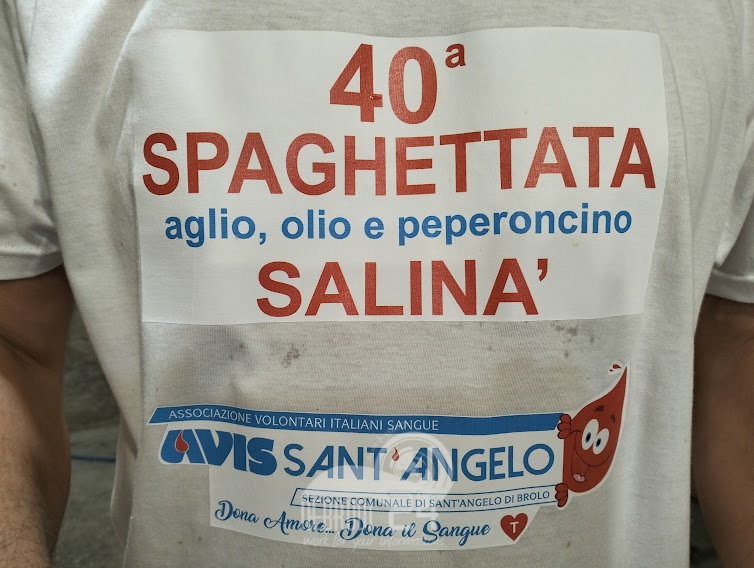 40ª
SPAGHETTATA
aglio, olio e peperoncino
SALINA'
ASSOCIAZIONE VOLONTARI ITALIANI SANGUE
AVIS SANT'ANGELO
SEZIONE COMUNALE DI SANT'ANGELO DI BROLO
Dona Amore... Dona il Sangue
T